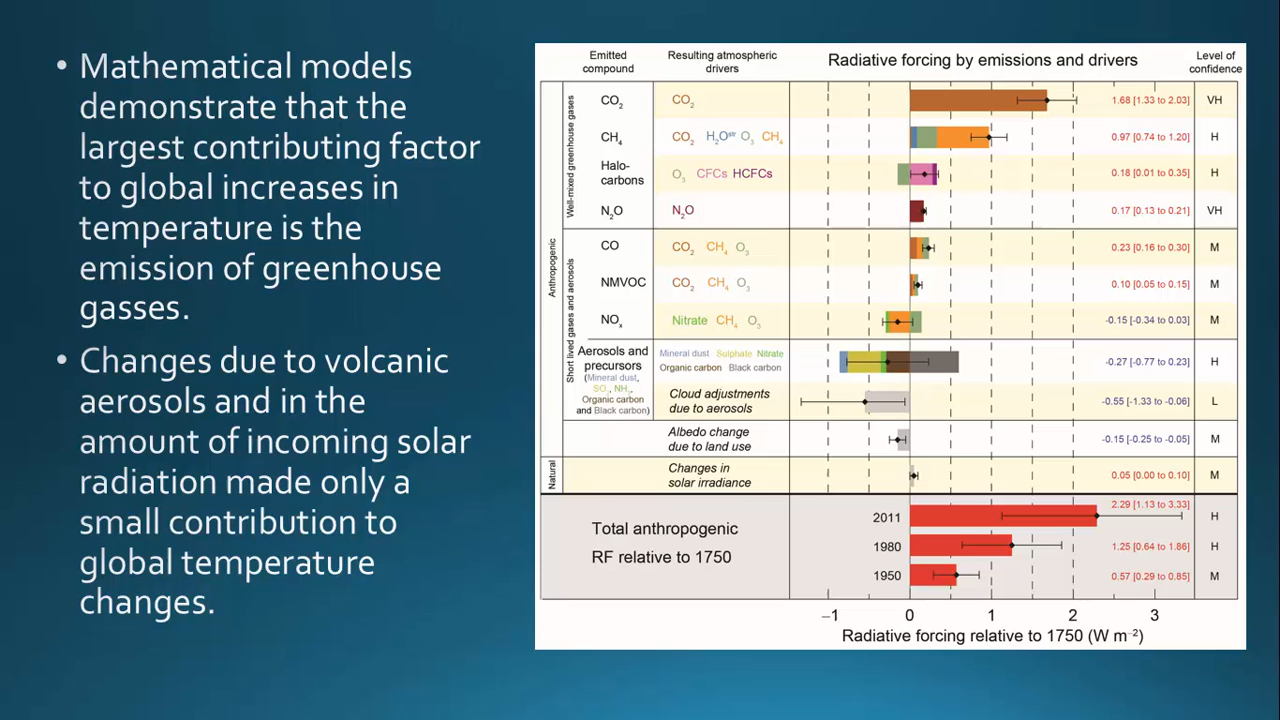 • Mathematical models
demonstrate that the
largest contributing factor
to global increases in
temperature is the
emission of greenhouse
gasses.
• Changes due to volcanic
aerosols and in the
amount of incoming solar
radiation made only a
small contribution to
global temperature
changes.
Emitted
compound
Resulting atmospheric
drivers
Radiative forcing by emissions and drivers
Level of
confidence
Anthropogenic
Well-mixed greenhouse gases
CO₂ CO₂ 1.68 [1.33 to 2.03] VH
CH₄ CO₂ H₂Oˢᵗʳ O₃ CH₄ 0.97 [0.74 to 1.20] H
Halo-
carbons O₃ CFCs HCFCs 0.18 [0.01 to 0.35] H
N₂O N₂O 0.17 [0.13 to 0.21] VH
Short lived gases and aerosols
CO CO₂ CH₄ O₃ 0.23 [0.16 to 0.30] M
NMVOC CO₂ CH₄ O₃ 0.10 [0.05 to 0.15] M
NOₓ Nitrate CH₄ O₃ -0.15 [-0.34 to 0.03] M
Aerosols and
precursors
(Mineral dust,
SO₂, NH₃,
Organic carbon
and Black carbon)
Mineral dust Sulphate Nitrate
Organic carbon Black carbon
-0.27 [-0.77 to 0.23] H
Cloud adjustments
due to aerosols
-0.55 [-1.33 to -0.06] L
Albedo change
due to land use
-0.15 [-0.25 to -0.05] M
Natural
Changes in
solar irradiance
0.05 [0.00 to 0.10] M
Total anthropogenic
RF relative to 1750
2011 2.29 [1.13 to 3.33] H
1980 1.25 [0.64 to 1.86] H
1950 0.57 [0.29 to 0.85] M
−1 0 1 2 3
Radiative forcing relative to 1750 (W m⁻²)